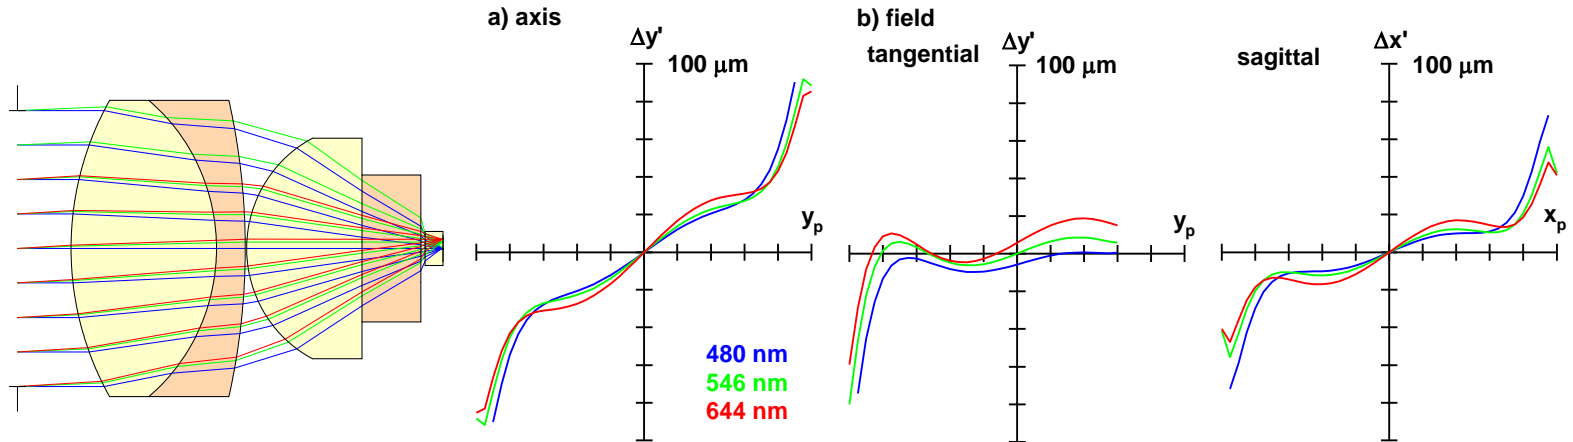 a) axis
Δy'
100 μm
y_p
480 nm
546 nm
644 nm
b) field
tangential
Δy'
100 μm
y_p
sagittal
Δx'
100 μm
x_p